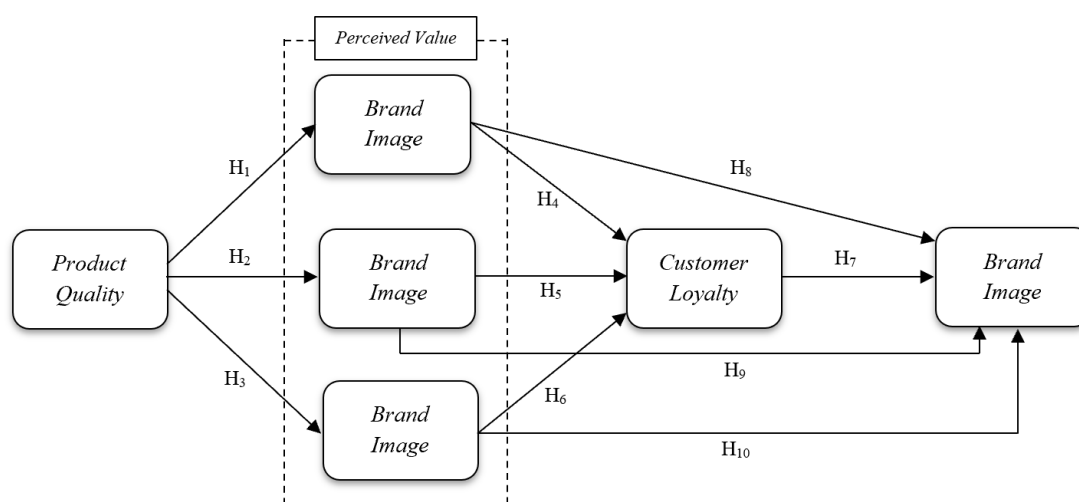 Perceived Value
Brand
Image
H1
H8
H4
Product
Quality
H2
Brand
Image
H5
Customer
Loyalty
H7
Brand
Image
H3
H9
Brand
Image
H6
H10